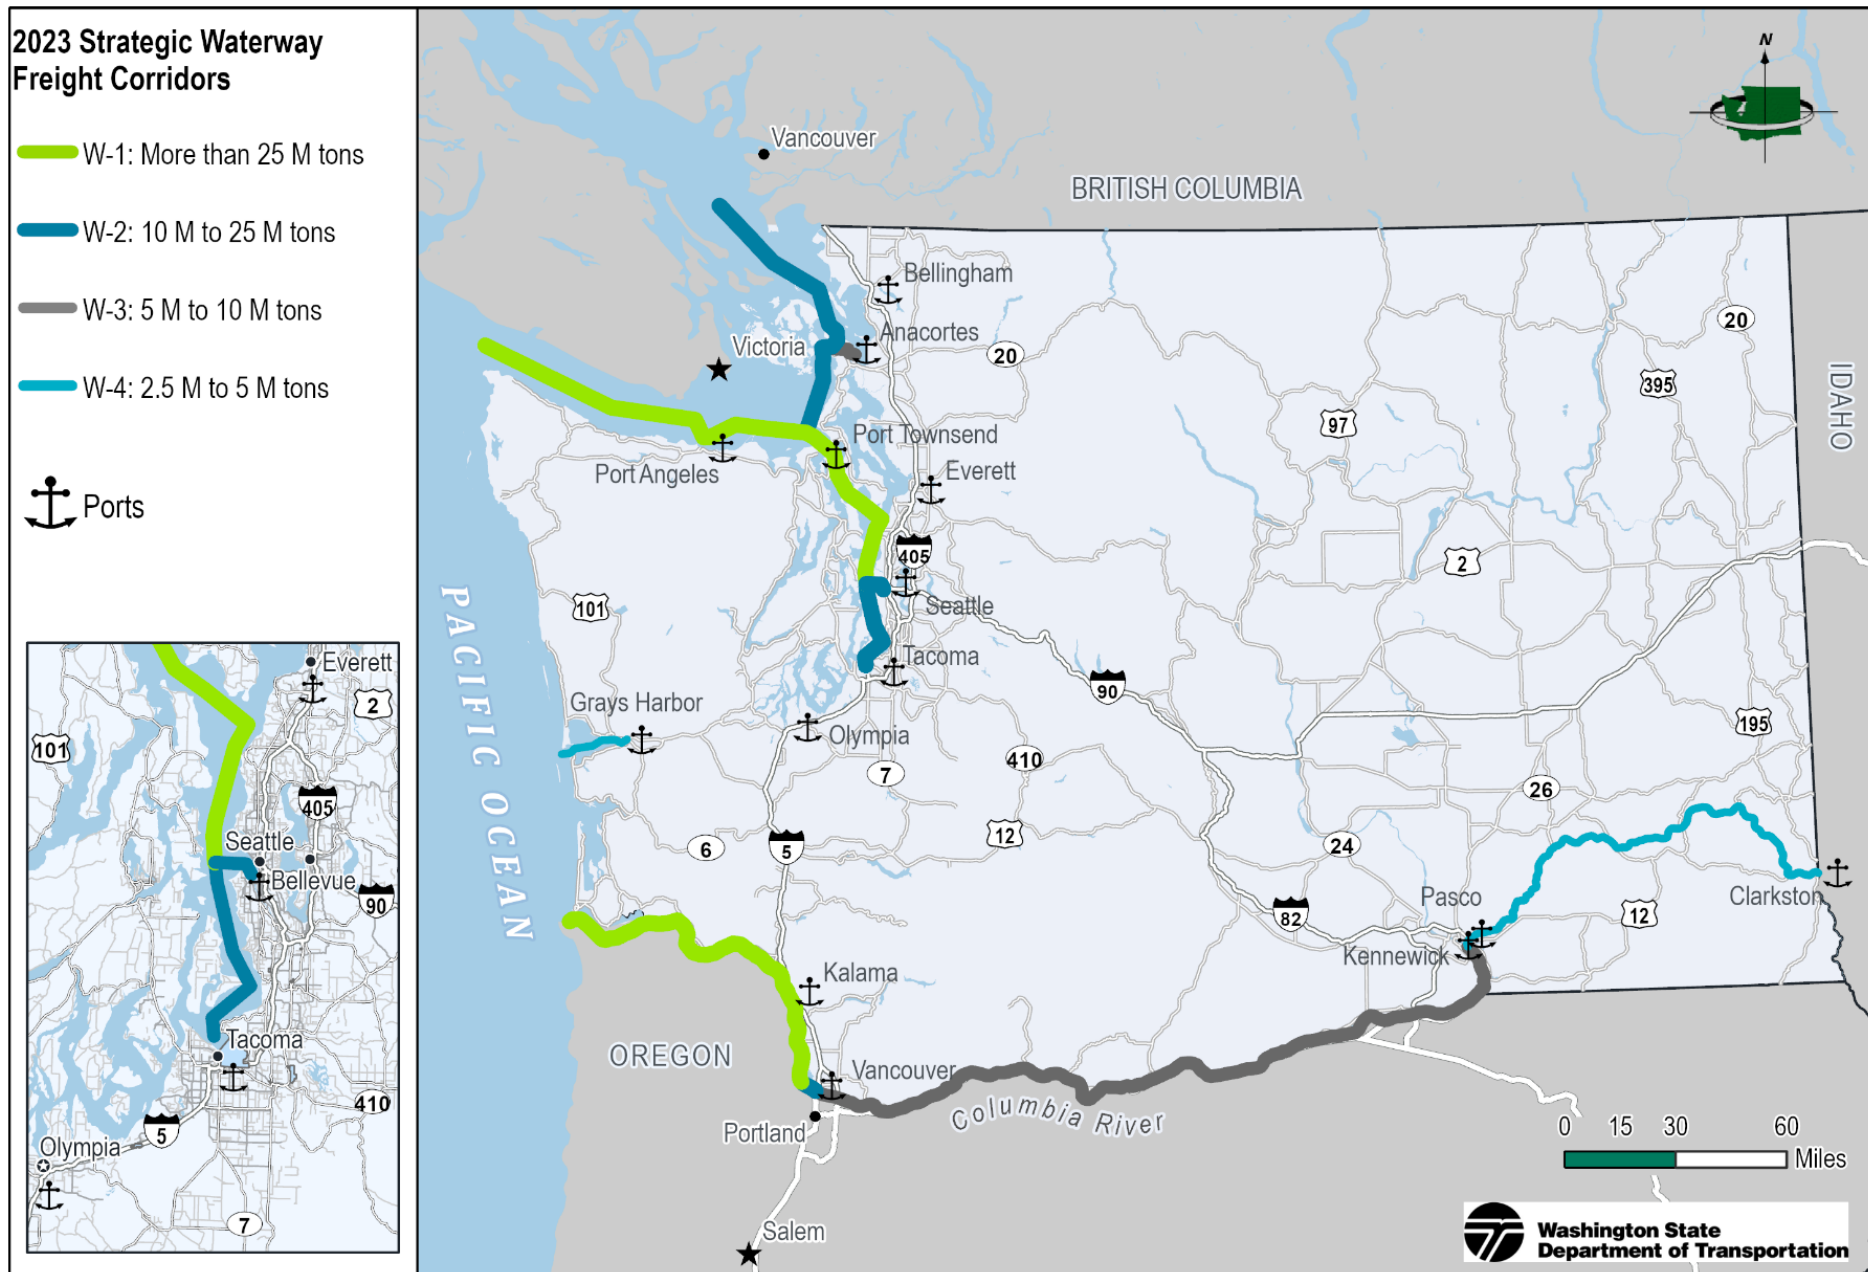 2023 Strategic Waterway
Freight Corridors
W-1: More than 25 M tons
W-2: 10 M to 25 M tons
W-3: 5 M to 10 M tons
W-4: 2.5 M to 5 M tons
Ports
N
Vancouver
BRITISH COLUMBIA
Bellingham
Anacortes
Victoria
20
20
395
97
IDAHO
Port Townsend
Port Angeles
Everett
405
2
101
Seattle
PACIFIC OCEAN
Tacoma
90
Grays Harbor
Olympia
195
410
7
26
12
6
5
24
Pasco
Clarkston
82
12
Kennewick
Kalama
OREGON
Vancouver
Columbia River
Portland
Salem
0 15 30 60
Miles
Washington State
Department of Transportation
Everett
2
101
405
Seattle
Bellevue
90
Tacoma
410
5
Olympia
7